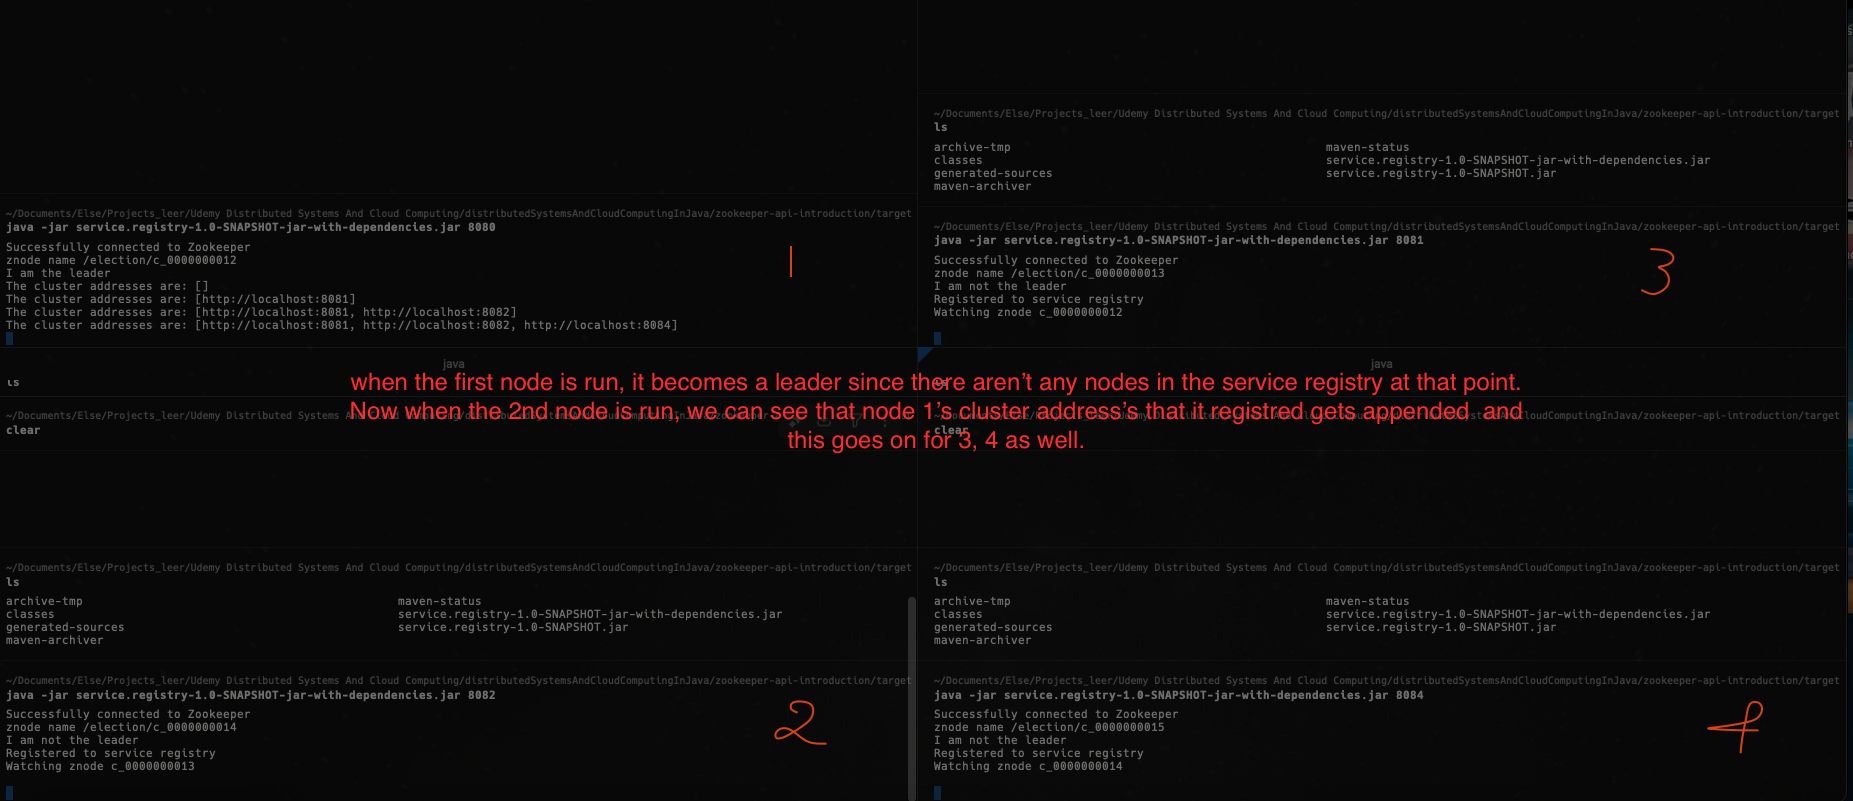 ~/Documents/Else/Projects_leer/Udemy Distributed Systems And Cloud Computing/distributedSystemsAndCloudComputingInJava/zookeeper-api-introduction/target
java -jar service.registry-1.0-SNAPSHOT-jar-with-dependencies.jar 8080
Successfully connected to Zookeeper
znode name /election/c_0000000012
I am the leader
The cluster addresses are: []
The cluster addresses are: [http://localhost:8081]
The cluster addresses are: [http://localhost:8081, http://localhost:8082]
The cluster addresses are: [http://localhost:8081, http://localhost:8082, http://localhost:8084]
1
~/Documents/Else/Projects_leer/Udemy Distributed Systems And Cloud Computing/distributedSystemsAndCloudComputingInJava/zookeeper-api-introduction/target
ls
archive-tmp maven-status
classes service.registry-1.0-SNAPSHOT-jar-with-dependencies.jar
generated-sources service.registry-1.0-SNAPSHOT.jar
maven-archiver
~/Documents/Else/Projects_leer/Udemy Distributed Systems And Cloud Computing/distributedSystemsAndCloudComputingInJava/zookeeper-api-introduction/target
java -jar service.registry-1.0-SNAPSHOT-jar-with-dependencies.jar 8081
Successfully connected to Zookeeper
znode name /election/c_0000000013
I am not the leader
Registered to service registry
Watching znode c_0000000012
3
java
java
ls
when the first node is run, it becomes a leader since there aren't any nodes in the service registry at that point.
Now when the 2nd node is run, we can see that node 1's cluster address's that it registred gets appended and
this goes on for 3, 4 as well.
clear
clear
~/Documents/Else/Projects_leer/Udemy Distributed Systems And Cloud Computing/distributedSystemsAndCloudComputingInJava/zookeeper-api-introduction/target
ls
archive-tmp maven-status
classes service.registry-1.0-SNAPSHOT-jar-with-dependencies.jar
generated-sources service.registry-1.0-SNAPSHOT.jar
maven-archiver
~/Documents/Else/Projects_leer/Udemy Distributed Systems And Cloud Computing/distributedSystemsAndCloudComputingInJava/zookeeper-api-introduction/target
java -jar service.registry-1.0-SNAPSHOT-jar-with-dependencies.jar 8082
Successfully connected to Zookeeper
znode name /election/c_0000000014
I am not the leader
Registered to service registry
Watching znode c_0000000013
2
~/Documents/Else/Projects_leer/Udemy Distributed Systems And Cloud Computing/distributedSystemsAndCloudComputingInJava/zookeeper-api-introduction/target
ls
archive-tmp maven-status
classes service.registry-1.0-SNAPSHOT-jar-with-dependencies.jar
generated-sources service.registry-1.0-SNAPSHOT.jar
maven-archiver
~/Documents/Else/Projects_leer/Udemy Distributed Systems And Cloud Computing/distributedSystemsAndCloudComputingInJava/zookeeper-api-introduction/target
java -jar service.registry-1.0-SNAPSHOT-jar-with-dependencies.jar 8084
Successfully connected to Zookeeper
znode name /election/c_0000000015
I am not the leader
Registered to service registry
Watching znode c_0000000014
4